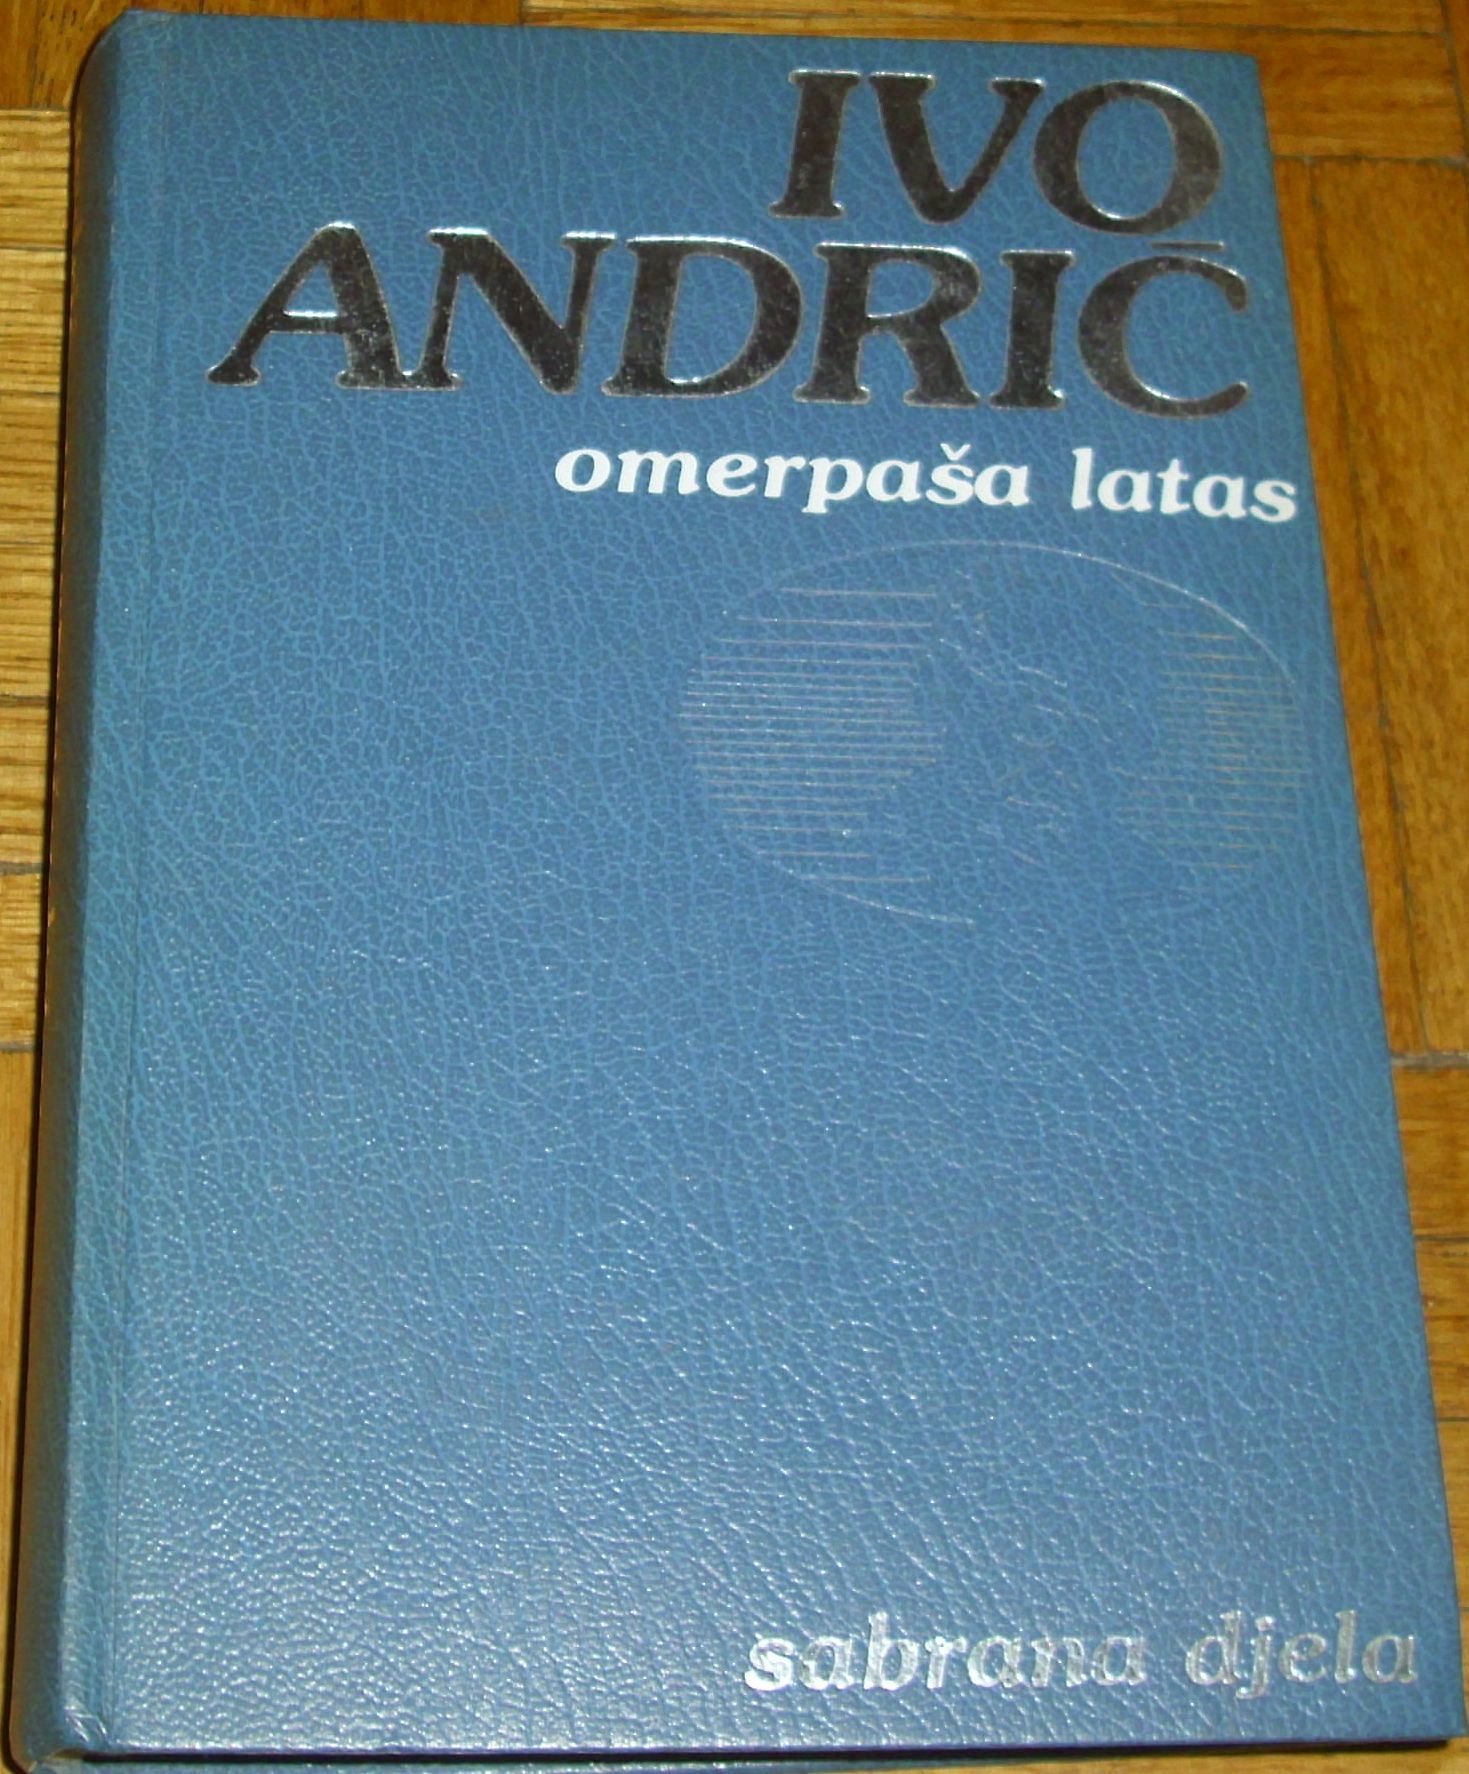 IVO
ANDRIĆ
omerpaša latas
sabrana djela